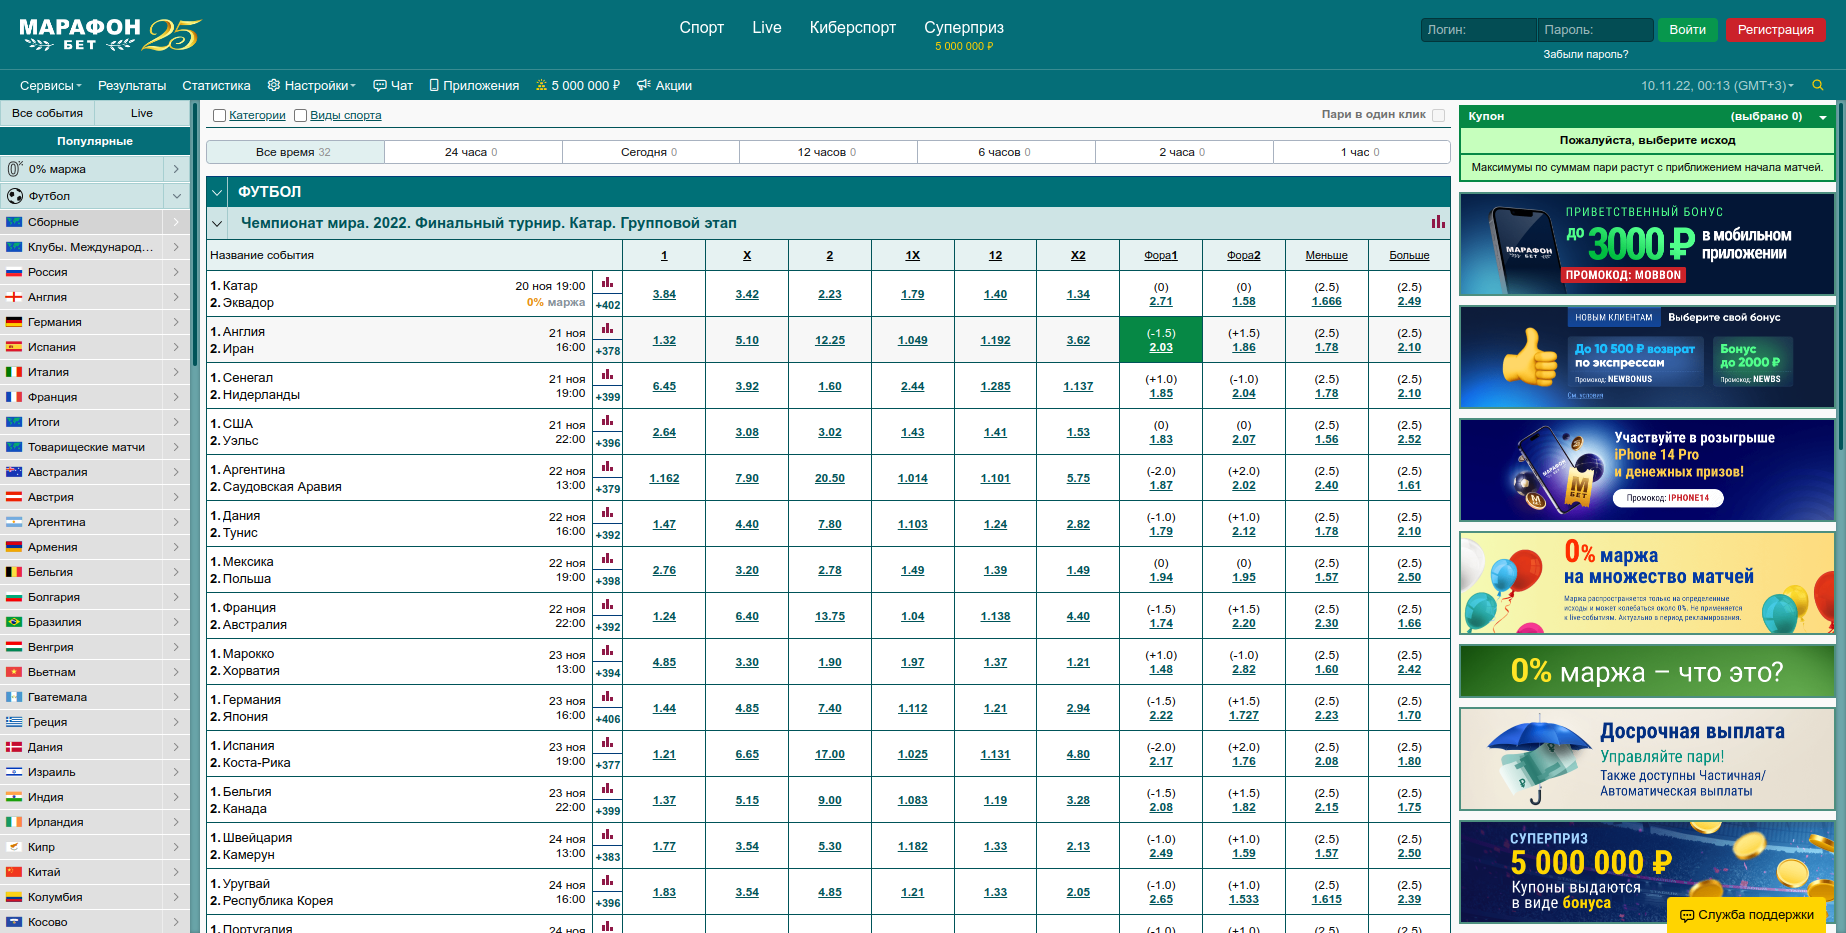 МАРАФОН
БЕТ
25
Спорт Live Киберспорт Суперприз
5 000 000 ₽
Логин: Пароль: Войти Регистрация
Забыли пароль?
Сервисы Результаты Статистика Настройки Чат Приложения 5 000 000 ₽ Акции 10.11.22, 00:13 (GMT+3)
Все события Live
Популярные
0% маржа
Футбол
Сборные
Клубы. Международ...
Россия
Англия
Германия
Испания
Италия
Франция
Итоги
Товарищеские матчи
Австралия
Австрия
Аргентина
Армения
Бельгия
Болгария
Бразилия
Венгрия
Вьетнам
Гватемала
Греция
Дания
Израиль
Индия
Ирландия
Кипр
Китай
Колумбия
Косово
Категории Виды спорта Пари в один клик
Все время 32 24 часа 0 Сегодня 0 12 часов 0 6 часов 0 2 часа 0 1 час 0
ФУТБОЛ
Чемпионат мира. 2022. Финальный турнир. Катар. Групповой этап
Название события 1 X 2 1X 12 X2 Фора1 Фора2 Меньше Больше
1. Катар 20 ноя 19:00 (0) (0) (2.5) (2.5)
2. Эквадор 0% маржа +402 3.84 3.42 2.23 1.79 1.40 1.34 2.71 1.58 1.666 2.49
1. Англия 21 ноя (-1.5) (+1.5) (2.5) (2.5)
2. Иран 16:00 +378 1.32 5.10 12.25 1.049 1.192 3.62 2.03 1.86 1.78 2.10
1. Сенегал 21 ноя (+1.0) (-1.0) (2.5) (2.5)
2. Нидерланды 19:00 +399 6.45 3.92 1.60 2.44 1.285 1.137 1.85 2.04 1.78 2.10
1. США 21 ноя (0) (0) (2.5) (2.5)
2. Уэльс 22:00 +396 2.64 3.08 3.02 1.43 1.41 1.53 1.83 2.07 1.56 2.52
1. Аргентина 22 ноя (-2.0) (+2.0) (2.5) (2.5)
2. Саудовская Аравия 13:00 +379 1.162 7.90 20.50 1.014 1.101 5.75 1.87 2.02 2.40 1.61
1. Дания 22 ноя (-1.0) (+1.0) (2.5) (2.5)
2. Тунис 16:00 +392 1.47 4.40 7.80 1.103 1.24 2.82 1.79 2.12 1.78 2.10
1. Мексика 22 ноя (0) (0) (2.5) (2.5)
2. Польша 19:00 +398 2.76 3.20 2.78 1.49 1.39 1.49 1.94 1.95 1.57 2.50
1. Франция 22 ноя (-1.5) (+1.5) (2.5) (2.5)
2. Австралия 22:00 +392 1.24 6.40 13.75 1.04 1.138 4.40 1.74 2.20 2.30 1.66
1. Марокко 23 ноя (+1.0) (-1.0) (2.5) (2.5)
2. Хорватия 13:00 +394 4.85 3.30 1.90 1.97 1.37 1.21 1.48 2.82 1.60 2.42
1. Германия 23 ноя (-1.5) (+1.5) (2.5) (2.5)
2. Япония 16:00 +406 1.44 4.85 7.40 1.112 1.21 2.94 2.22 1.727 2.23 1.70
1. Испания 23 ноя (-2.0) (+2.0) (2.5) (2.5)
2. Коста-Рика 19:00 +377 1.21 6.65 17.00 1.025 1.131 4.80 2.17 1.76 2.08 1.80
1. Бельгия 23 ноя (-1.5) (+1.5) (2.5) (2.5)
2. Канада 22:00 +399 1.37 5.15 9.00 1.083 1.19 3.28 2.08 1.82 2.15 1.75
1. Швейцария 24 ноя (-1.0) (+1.0) (2.5) (2.5)
2. Камерун 13:00 +383 1.77 3.54 5.30 1.182 1.33 2.13 2.49 1.59 1.57 2.50
1. Уругвай 24 ноя (-1.0) (+1.0) (2.5) (2.5)
2. Республика Корея 16:00 +396 1.83 3.54 4.85 1.21 1.33 2.05 2.65 1.533 1.615 2.39
1. Португалия 24 ноя (-1.0) (+1.0) (2.5) (2.5)
Купон (выбрано 0)
Пожалуйста, выберите исход
Максимумы по суммам пари растут с приближением начала матчей.
ПРИВЕТСТВЕННЫЙ БОНУС
ДО 3000 ₽ в мобильном
приложении
МАРАФОН
БЕТ
ПРОМОКОД: MOBBON
НОВЫМ КЛИЕНТАМ Выберите свой бонус
До 10 500 ₽ возврат
по экспрессам
Промокод: NEWBONUS
См. условия
Бонус
до 2000 ₽
Промокод: NEWBS
Участвуйте в розыгрыше
iPhone 14 Pro
и денежных призов!
Промокод: IPHONE14
МАРАФОН
М
БЕТ
0% маржа
на множество матчей
Маржа распространяется только на определенные
исходы и может колебаться около 0%. Не применяется
к live-событиям. Актуально в период рекламирования.
0% маржа – что это?
Досрочная выплата
Управляйте пари!
Также доступны Частичная/
Автоматическая выплаты
СУПЕРПРИЗ
5 000 000 ₽
Купоны выдаются
в виде бонуса
Служба поддержки